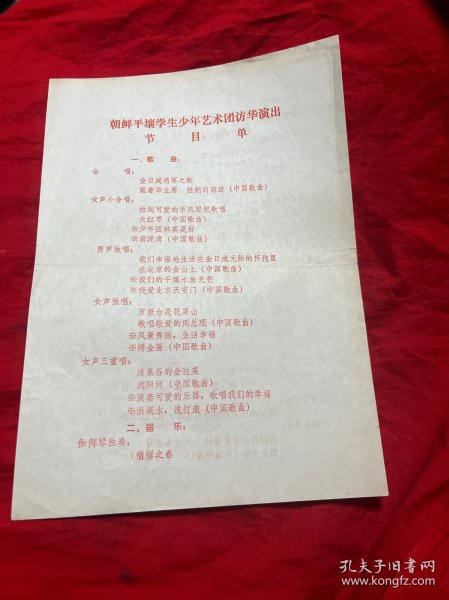 朝鲜平壤学生少年艺术团访华演出
节 目 单
一、歌 曲：
合 唱：
金日成将军之歌
跟着华主席 胜利向前进（中国歌曲）
女声小合唱：
拉起可爱的手风琴把歌唱
大红枣（中国歌曲）
※少年团林真是好
※南泥湾（中国歌曲）
男声独唱：
我们幸福地生活在金日成元帅的怀抱里
在北京的金山上（中国歌曲）
※我们的平壤永放光芒
※我爱北京天安门（中国歌曲）
女声独唱：
万景台是花果山
歌唱敬爱的周总理（中国歌曲）
※风景秀丽，生活幸福
※绣金匾（中国歌曲）
女声三重唱：
清泉谷的金达莱
浏阳河（中国歌曲）
※演奏可爱的乐器，歌唱我们的幸福
※洪湖水，浪打浪（中国歌曲）
二、器 乐：
伽倻琴独奏：
之春
孔夫子旧书网
www.kongfz.com